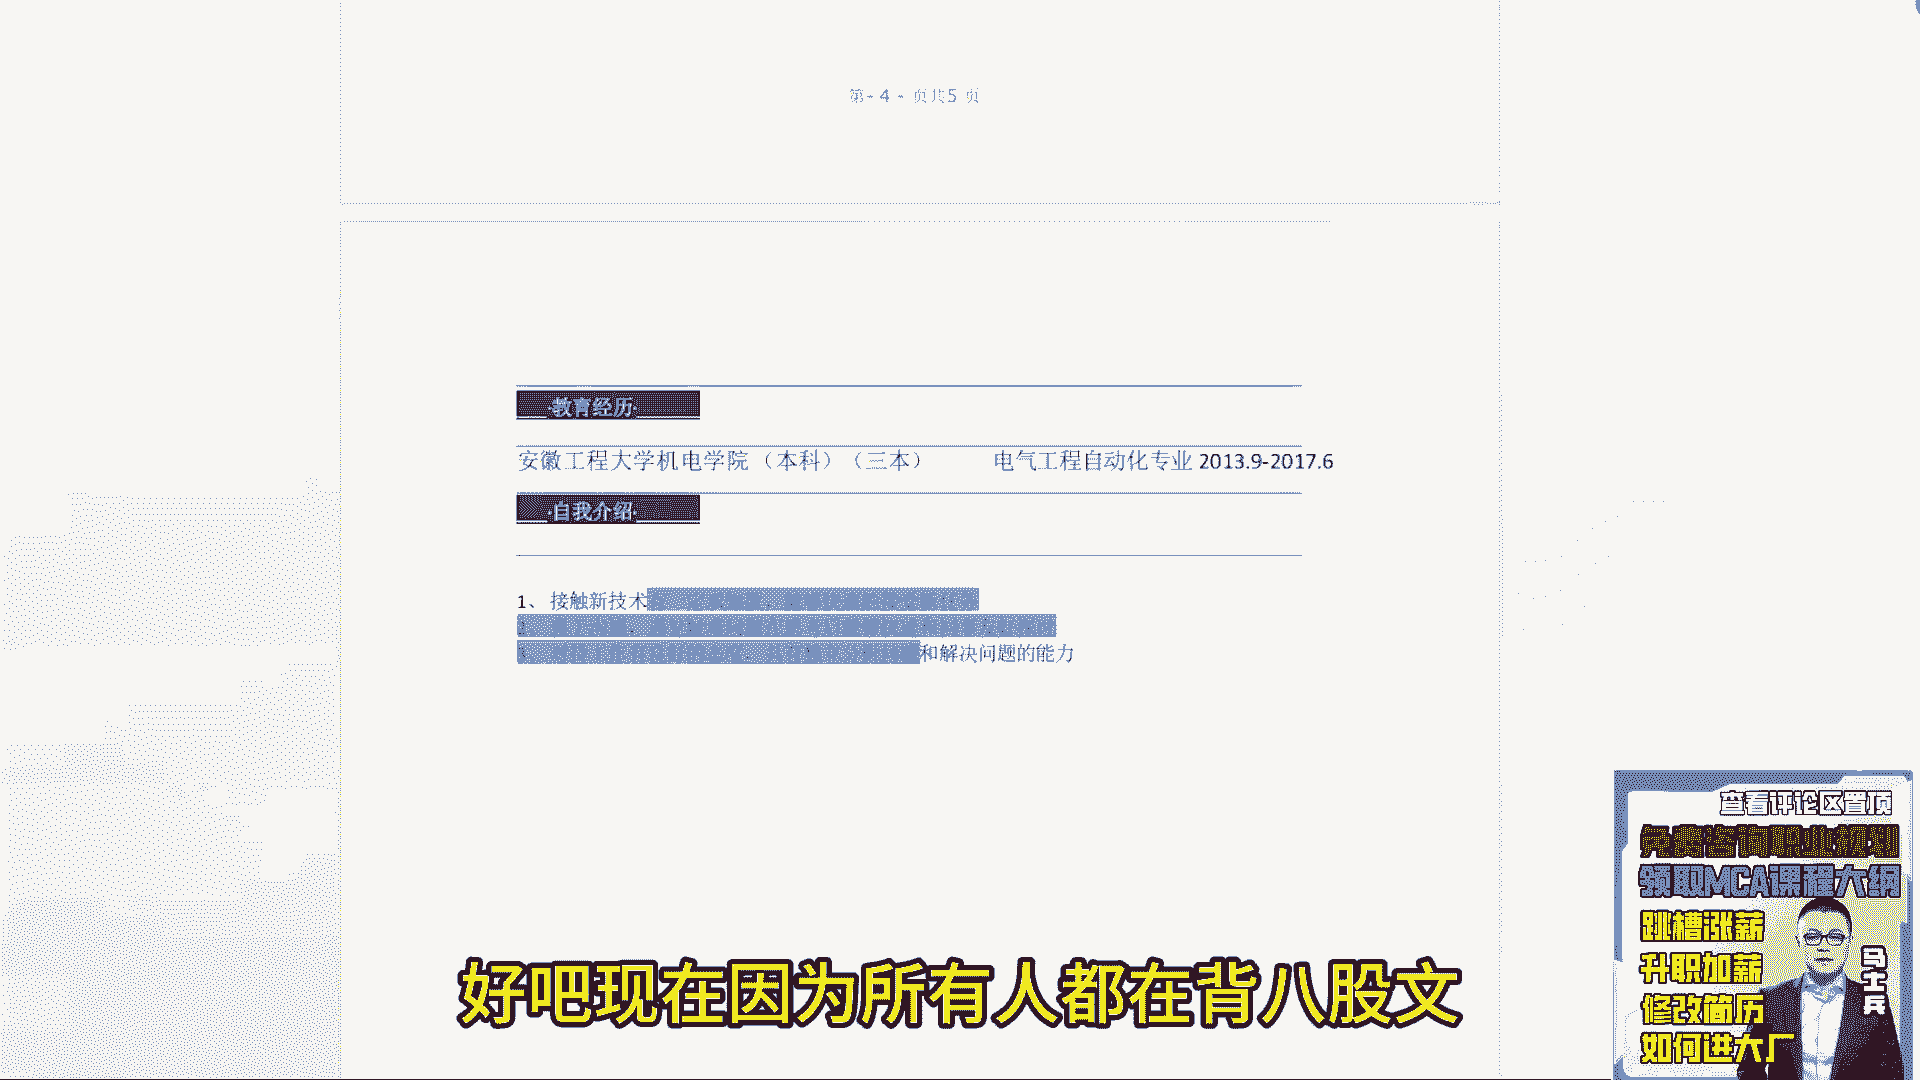 第- 4 - 页共5 页
教育经历
安徽工程大学机电学院（本科）（三本） 电气工程自动化专业 2013.9-2017.6
自我介绍
1、 接触新技术
和解决问题的能力
查看评论区置顶
免费咨询职业规划
领取MCA课程大纲
跳槽涨薪
升职加薪
修改简历
如何进大厂
马士兵
好吧现在因为所有人都在背八股文